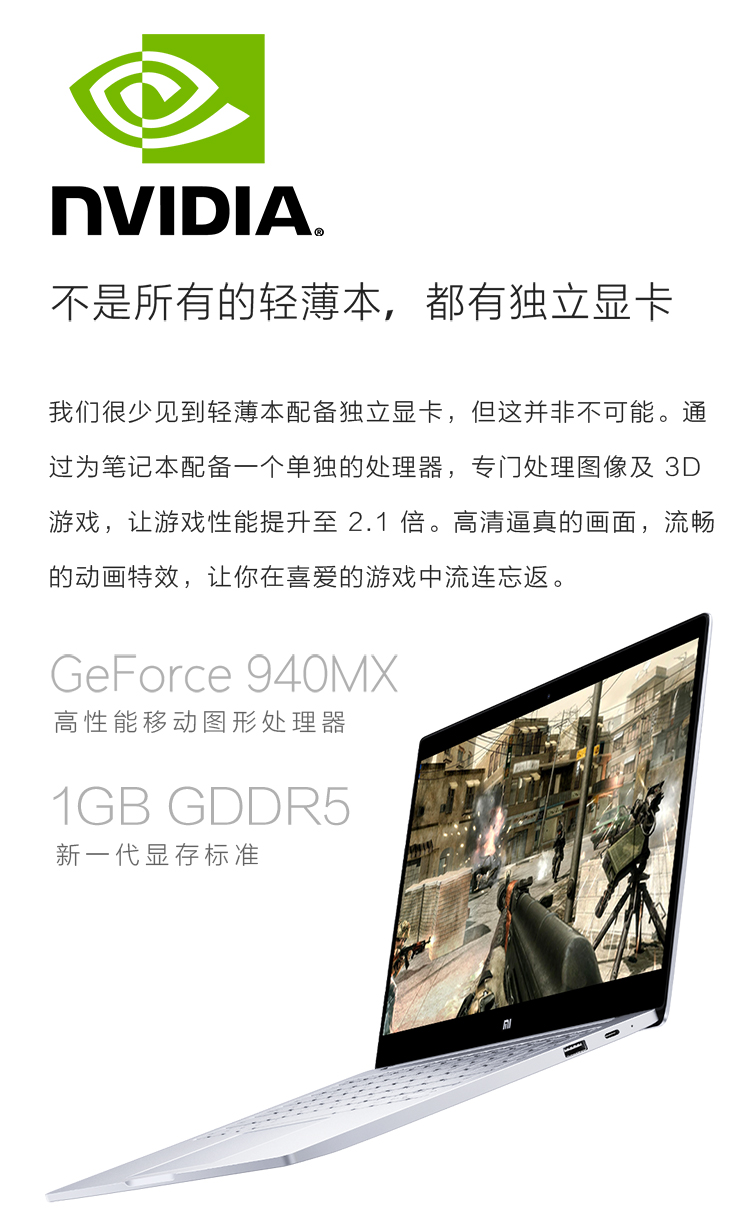 NVIDIA®
不是所有的轻薄本，都有独立显卡
我们很少见到轻薄本配备独立显卡，但这并非不可能。通
过为笔记本配备一个单独的处理器，专门处理图像及 3D
游戏，让游戏性能提升至 2.1 倍。高清逼真的画面，流畅
的动画特效，让你在喜爱的游戏中流连忘返。
GeForce 940MX
高性能移动图形处理器
1GB GDDR5
新一代显存标准
MI